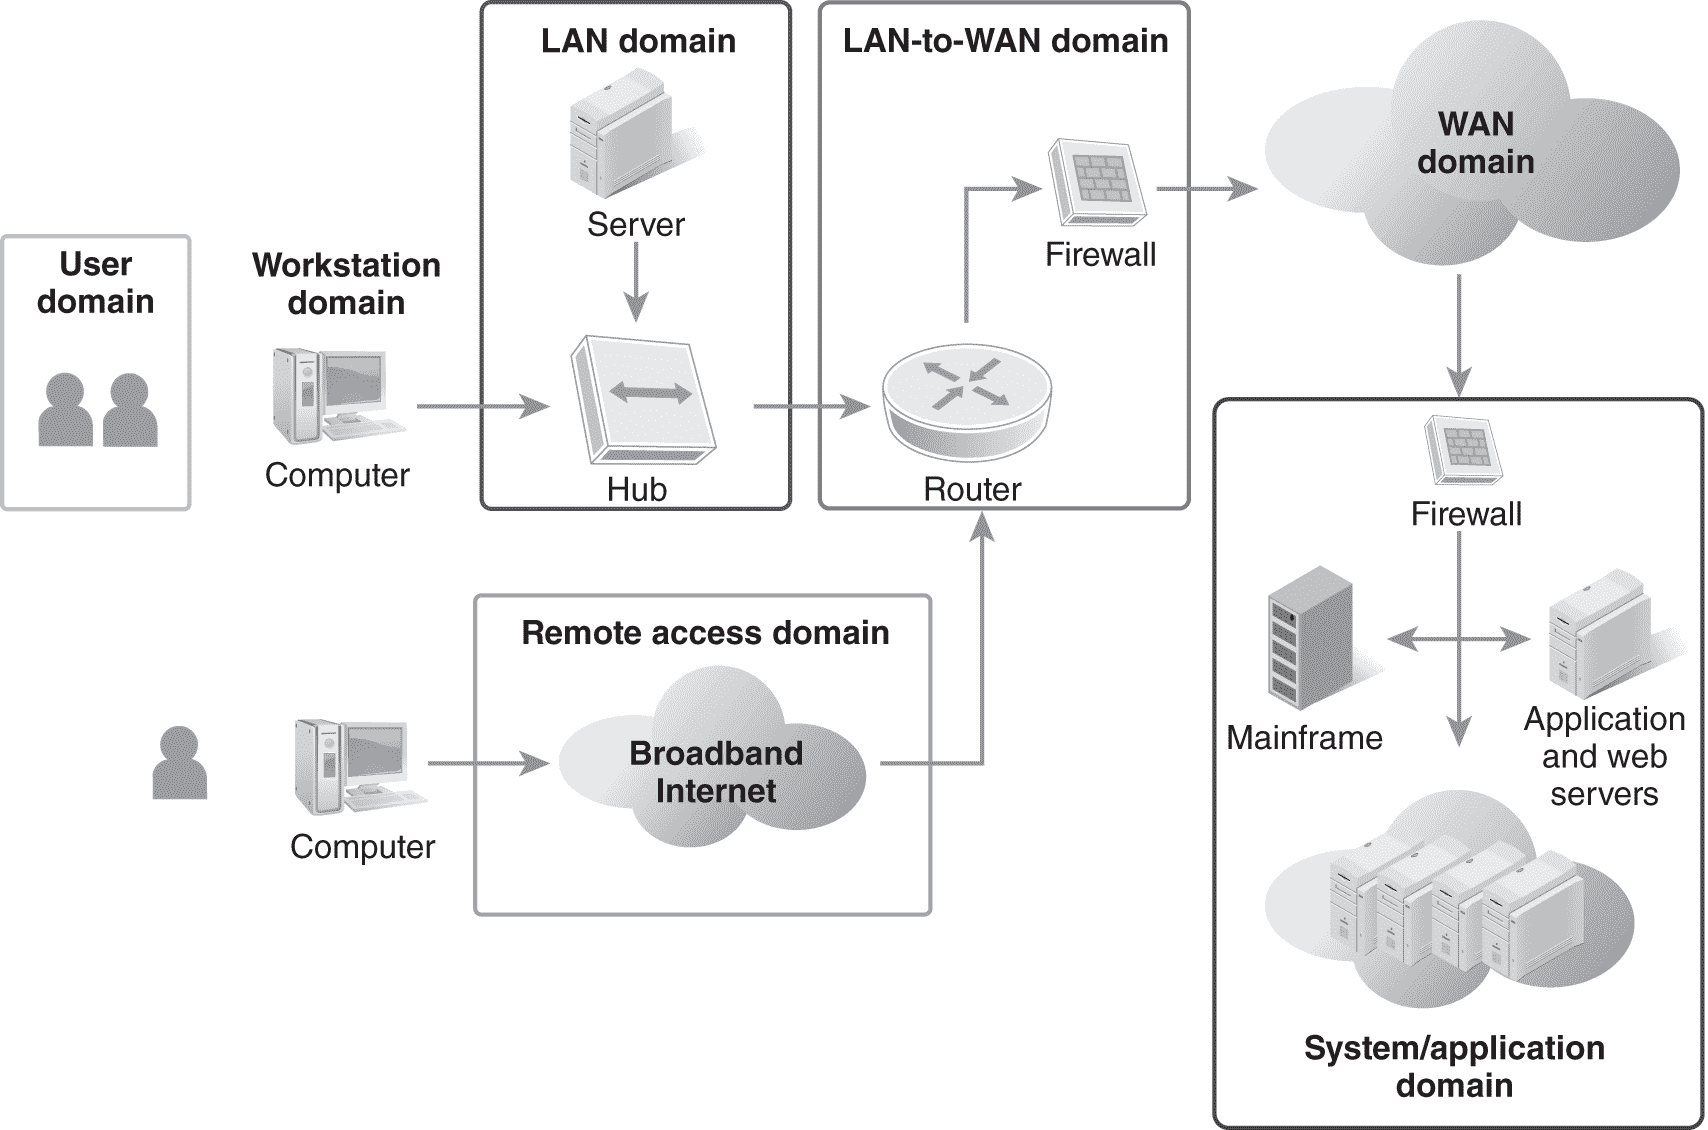 LAN domain
Server
Hub
LAN-to-WAN domain
Firewall
Router
WAN
domain
User
domain
Workstation
domain
Computer
Remote access domain
Broadband
Internet
Computer
Firewall
Mainframe
Application
and web
servers
System/application
domain